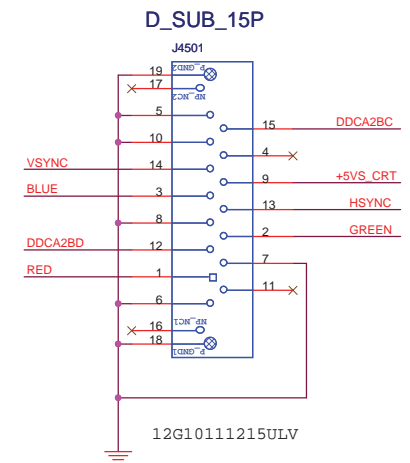 D_SUB_15P
J4501
19 P_GND2
17 NP_NC2
5
15 DDCA2BC
10
4
VSYNC 14
9 +5VS_CRT
BLUE 3
13 HSYNC
8
2 GREEN
DDCA2BD 12
7
RED 1
11
6
16 NP_NC1
18 P_GND1
12G10111215ULV